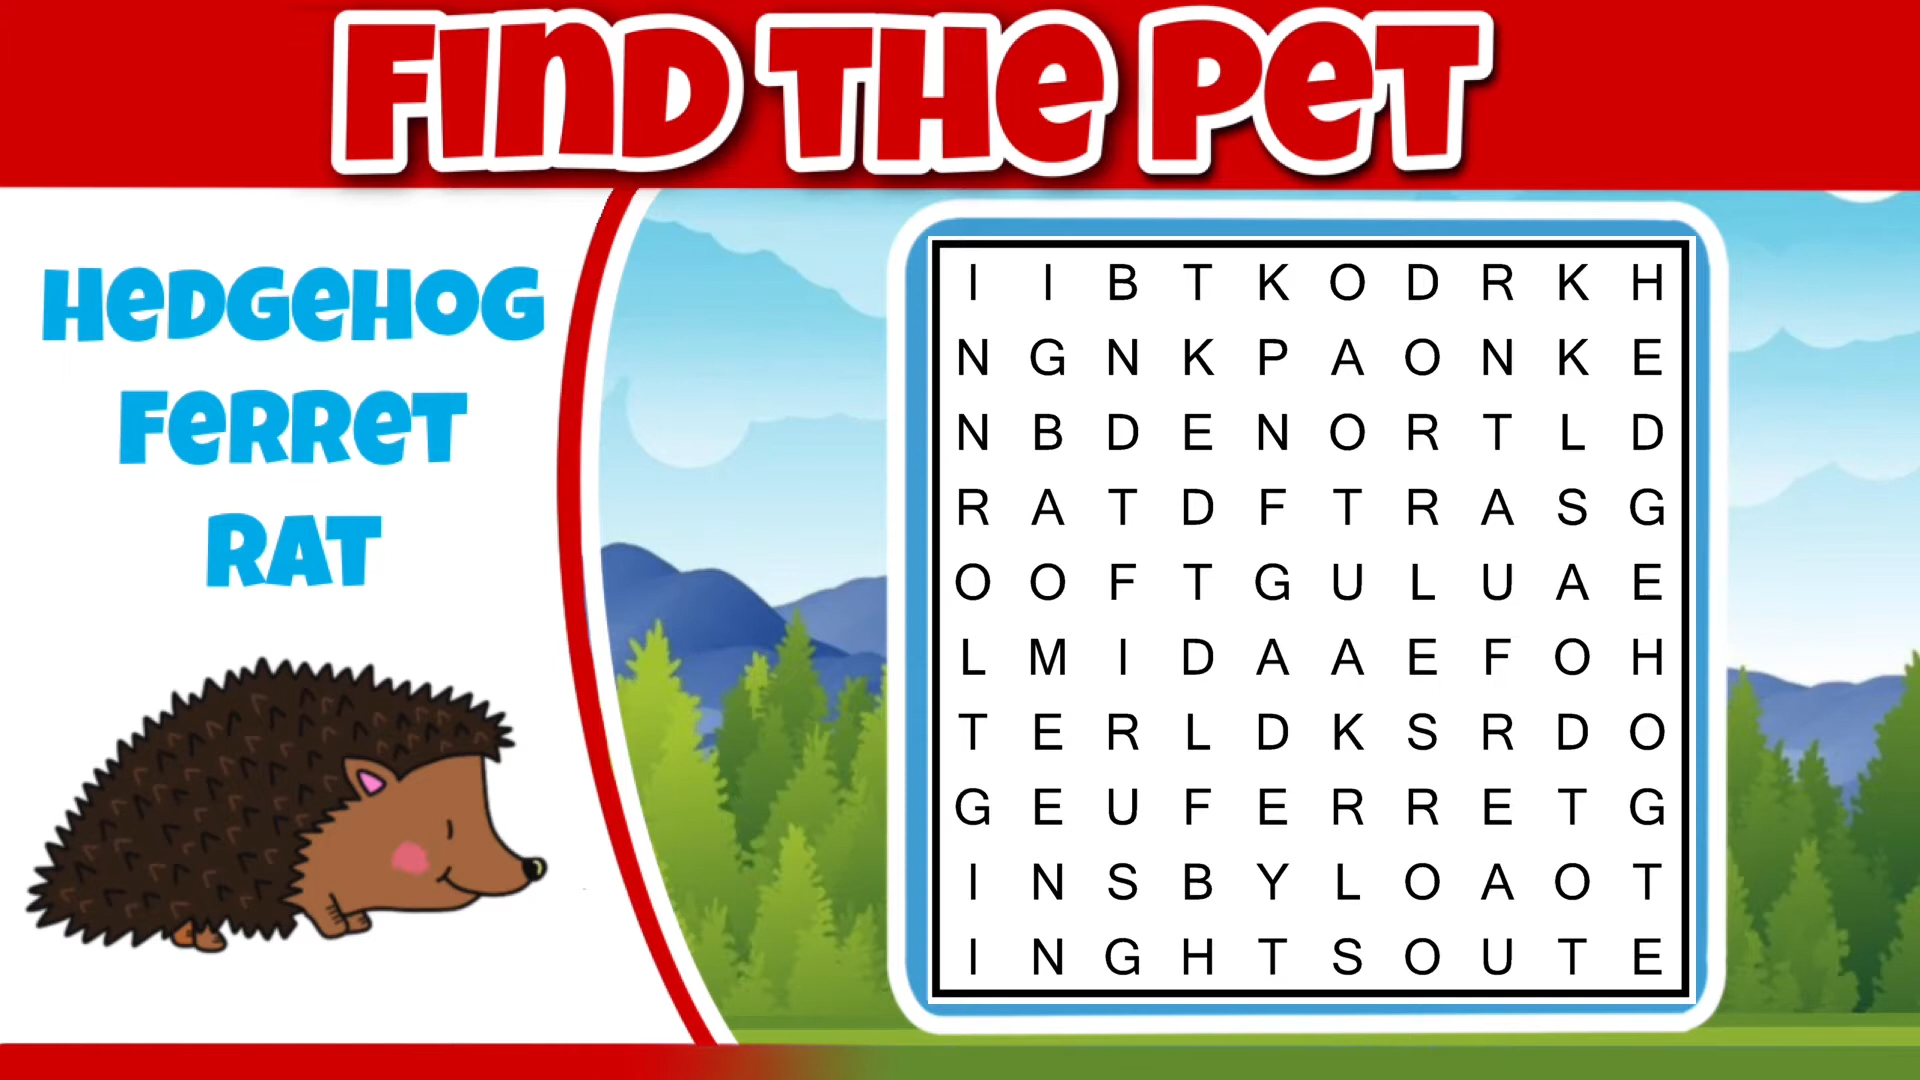 FIND THE PET
HEDGEHOG
FERRET
RAT
I I B T K O D R K H
N G N K P A O N K E
N B D E N O R T L D
R A T D F T R A S G
O O F T G U L U A E
L M I D A A E F O H
T E R L D K S R D O
G E U F E R R E T G
I N S B Y L O A O T
I N G H T S O U T E